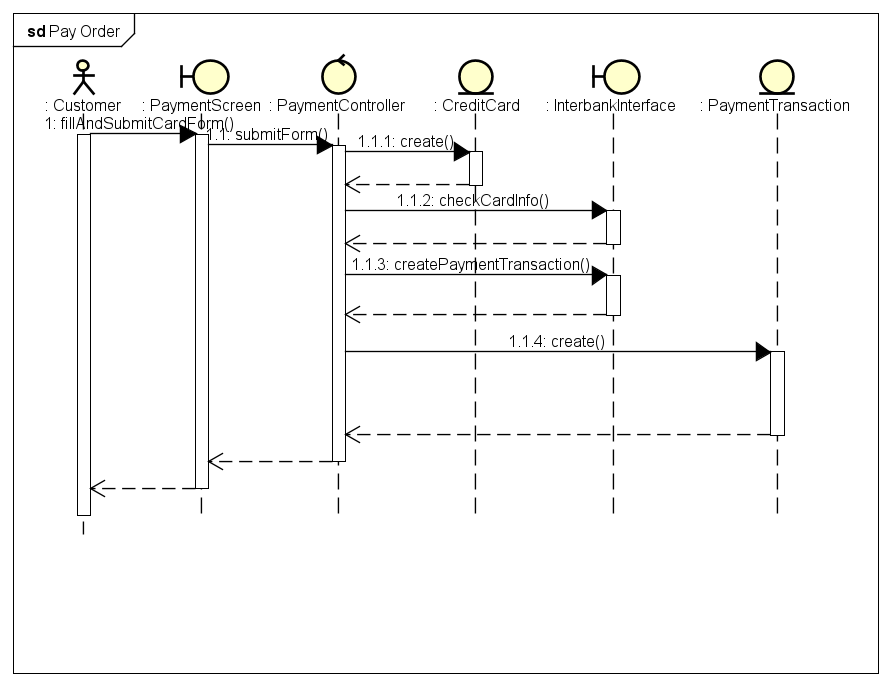 sd Pay Order
: Customer
: PaymentScreen
: PaymentController
: CreditCard
: InterbankInterface
: PaymentTransaction
1: fillAndSubmitCardForm()
1.1: submitForm()
1.1.1: create()
1.1.2: checkCardInfo()
1.1.3: createPaymentTransaction()
1.1.4: create()